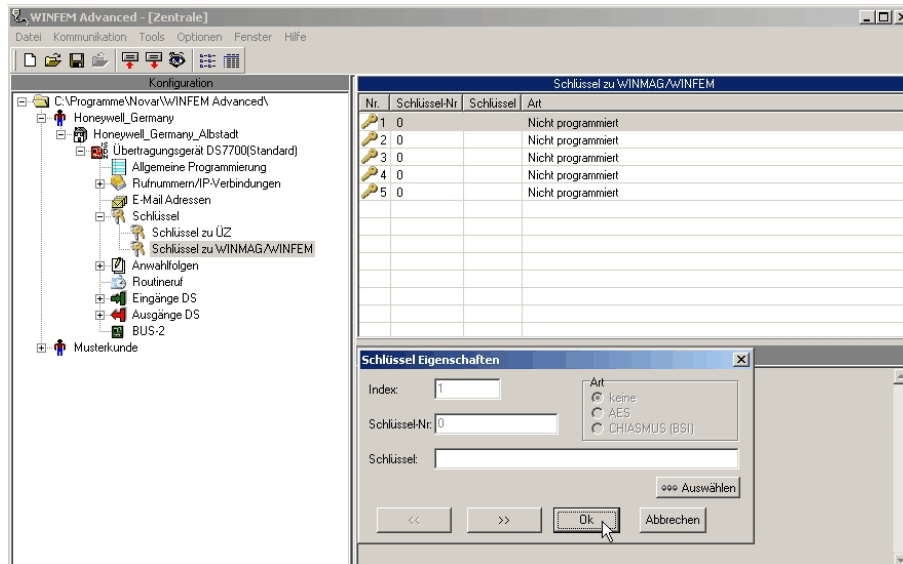 WINFEM Advanced - [Zentrale]
Datei Kommunikation Tools Optionen Fenster Hilfe
Konfiguration
C:\Programme\Novar\WINFEM Advanced\
Honeywell_Germany
Honeywell_Germany_Albstadt
Übertragungsgerät DS7700(Standard)
Allgemeine Programmierung
Rufnummern/IP-Verbindungen
E-Mail Adressen
Schlüssel
Schlüssel zu ÜZ
Schlüssel zu WINMAG/WINFEM
Anwahlfolgen
Routineruf
Eingänge DS
Ausgänge DS
BUS-2
Musterkunde
Schlüssel zu WINMAG/WINFEM
Nr. Schlüssel-Nr Schlüssel Art
1 0 Nicht programmiert
2 0 Nicht programmiert
3 0 Nicht programmiert
4 0 Nicht programmiert
5 0 Nicht programmiert
Schlüssel Eigenschaften
Index: 1
Art
keine
AES
CHIASMUS (BSI)
Schlüssel-Nr: 0
Schlüssel:
Auswählen
<< >> Ok Abbrechen